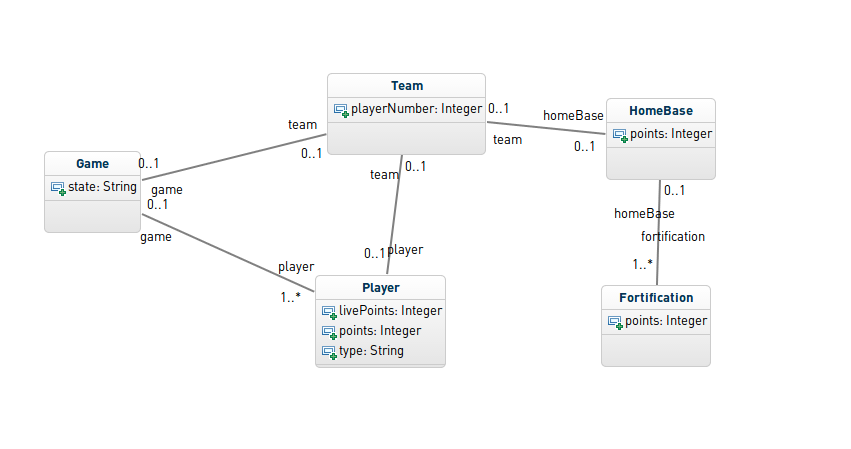 Team
playerNumber: Integer
0..1
homeBase
HomeBase
points: Integer
team
team
0..1
0..1
Game
0..1
state: String
game
0..1
game
team
0..1
0..1
homeBase
fortification
0..1
player
1..*
player
1..*
Player
livePoints: Integer
points: Integer
type: String
Fortification
points: Integer